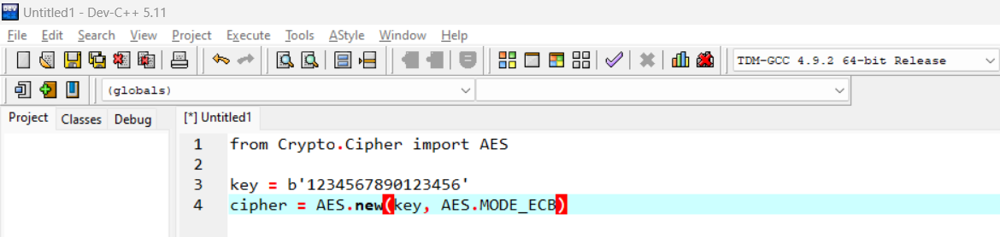 Untitled1 - Dev-C++ 5.11
File Edit Search View Project Execute Tools AStyle Window Help
TDM-GCC 4.9.2 64-bit Release
(globals)
Project Classes Debug [*] Untitled1
1 from Crypto.Cipher import AES
2
3 key = b'1234567890123456'
4 cipher = AES.new(key, AES.MODE_ECB)